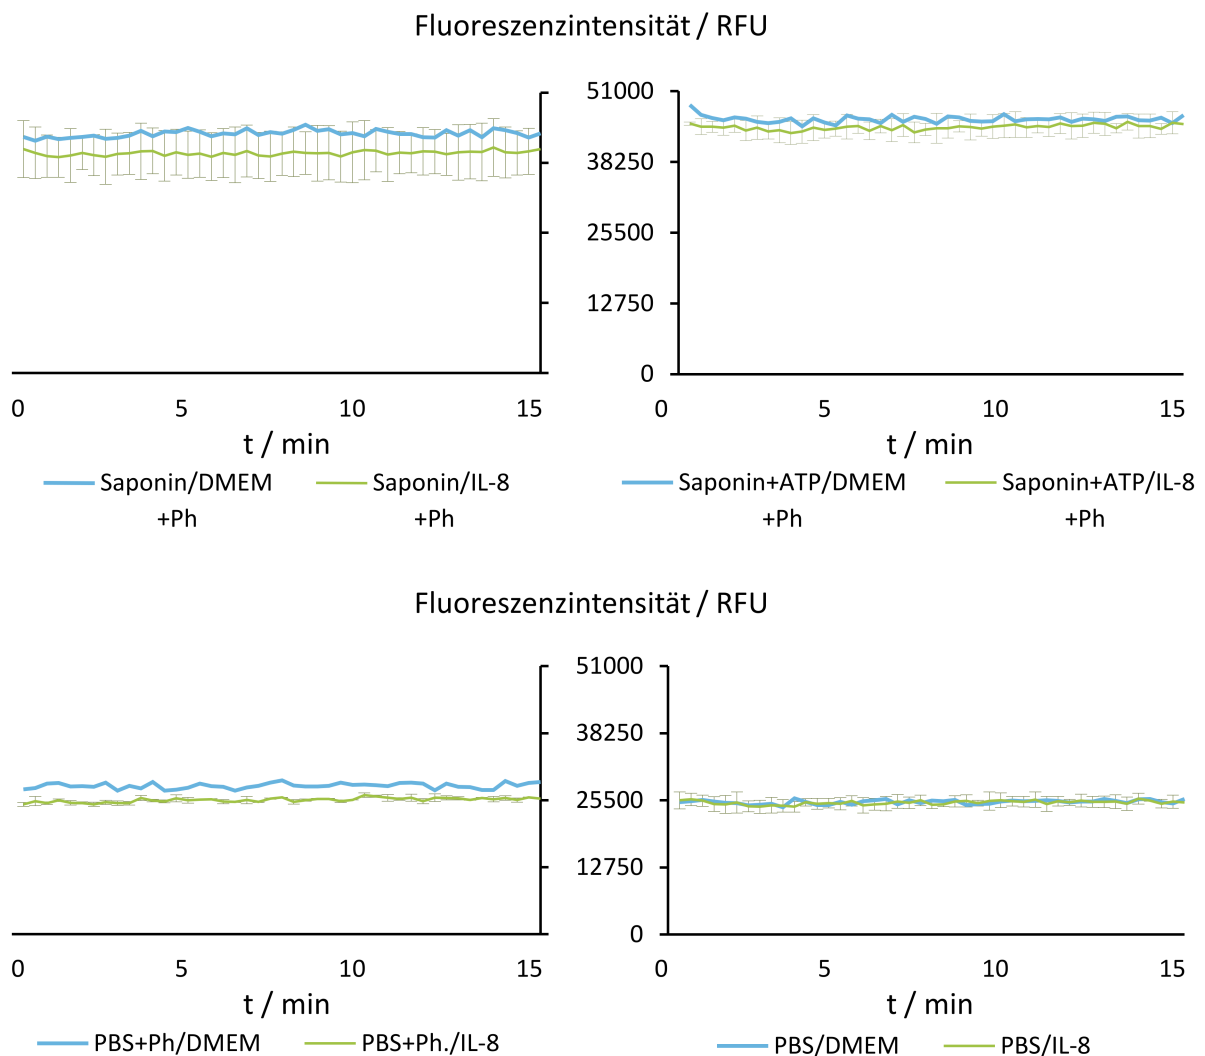 Fluoreszenzintensität / RFU
51000
38250
25500
12750
0
0 5 10 15
0 5 10 15
t / min
t / min
Saponin/DMEM +Ph
Saponin/IL-8 +Ph
Saponin+ATP/DMEM +Ph
Saponin+ATP/IL-8 +Ph
Fluoreszenzintensität / RFU
51000
38250
25500
12750
0
0 5 10 15
0 5 10 15
t / min
t / min
PBS+Ph/DMEM
PBS+Ph./IL-8
PBS/DMEM
PBS/IL-8